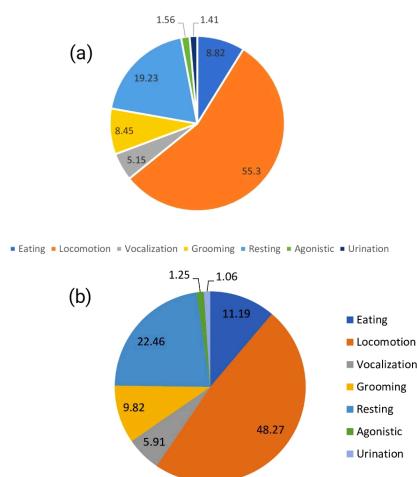 (a)
1.56
1.41
8.82
19.23
8.45
5.15
55.3
Eating Locomotion Vocalization Grooming Resting Agonistic Urination
(b)
1.25
1.06
11.19
22.46
9.82
5.91
48.27
Eating
Locomotion
Vocalization
Grooming
Resting
Agonistic
Urination